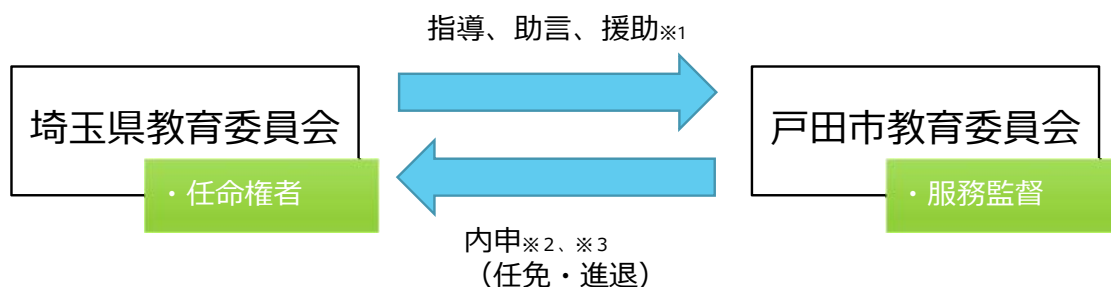 指導、助言、援助※1
埼玉県教育委員会
・任命権者
戸田市教育委員会
・服務監督
内申※２、※３
（任免・進退）